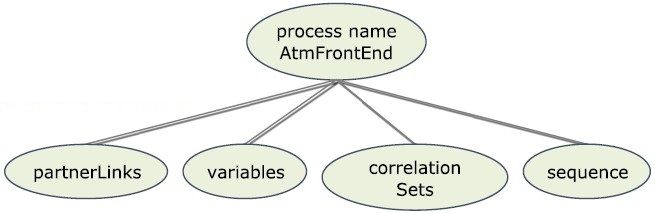 process name
AtmFrontEnd
partnerLinks
variables
correlation
Sets
sequence